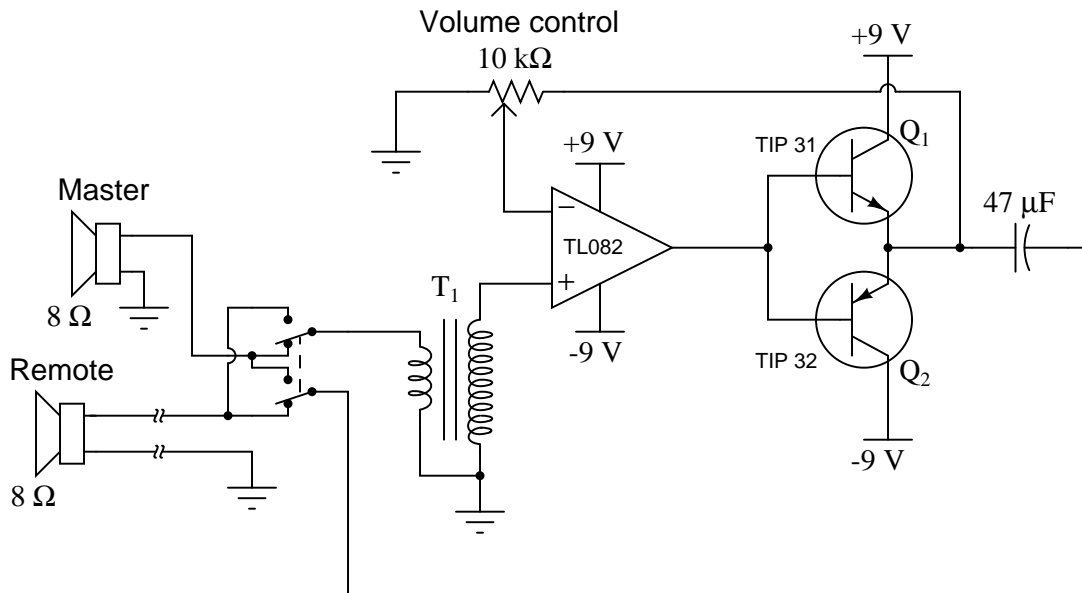 Volume control
10 kΩ
+9 V
TIP 31
Q1
+9 V
Master
47 μF
−
TL082
+
T1
8 Ω
-9 V
TIP 32
Remote
Q2
-9 V
8 Ω